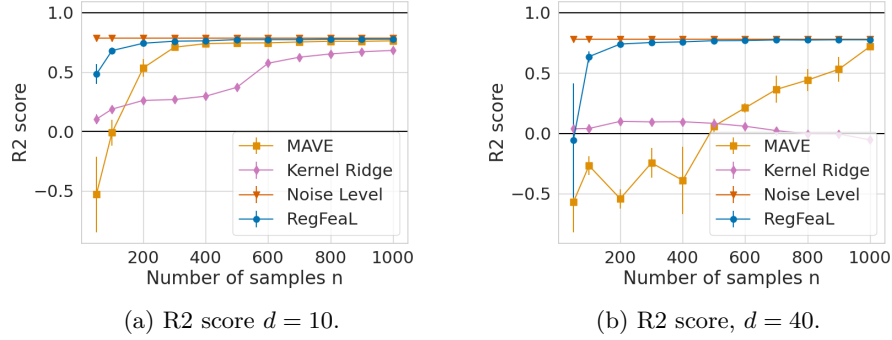 1.0
0.5
0.0
−0.5
R2 score
MAVE
Kernel Ridge
Noise Level
RegFeaL
200 400 600 800 1000
Number of samples n
(a) R2 score d = 10.
1.0
0.5
0.0
−0.5
R2 score
MAVE
Kernel Ridge
Noise Level
RegFeaL
200 400 600 800 1000
Number of samples n
(b) R2 score, d = 40.